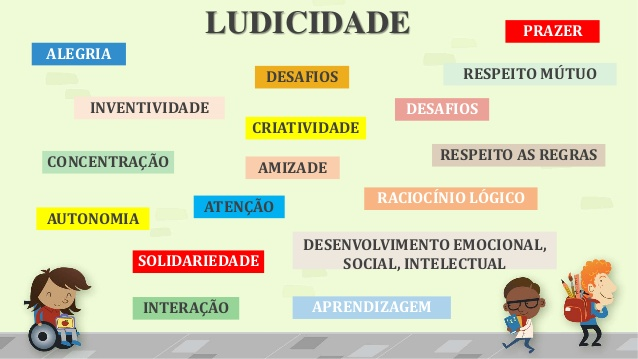 LUDICIDADE
PRAZER
ALEGRIA
DESAFIOS
RESPEITO MÚTUO
INVENTIVIDADE
DESAFIOS
CRIATIVIDADE
CONCENTRAÇÃO
AMIZADE
RESPEITO AS REGRAS
RACIOCÍNIO LÓGICO
ATENÇÃO
AUTONOMIA
DESENVOLVIMENTO EMOCIONAL,
SOCIAL, INTELECTUAL
SOLIDARIEDADE
INTERAÇÃO
APRENDIZAGEM